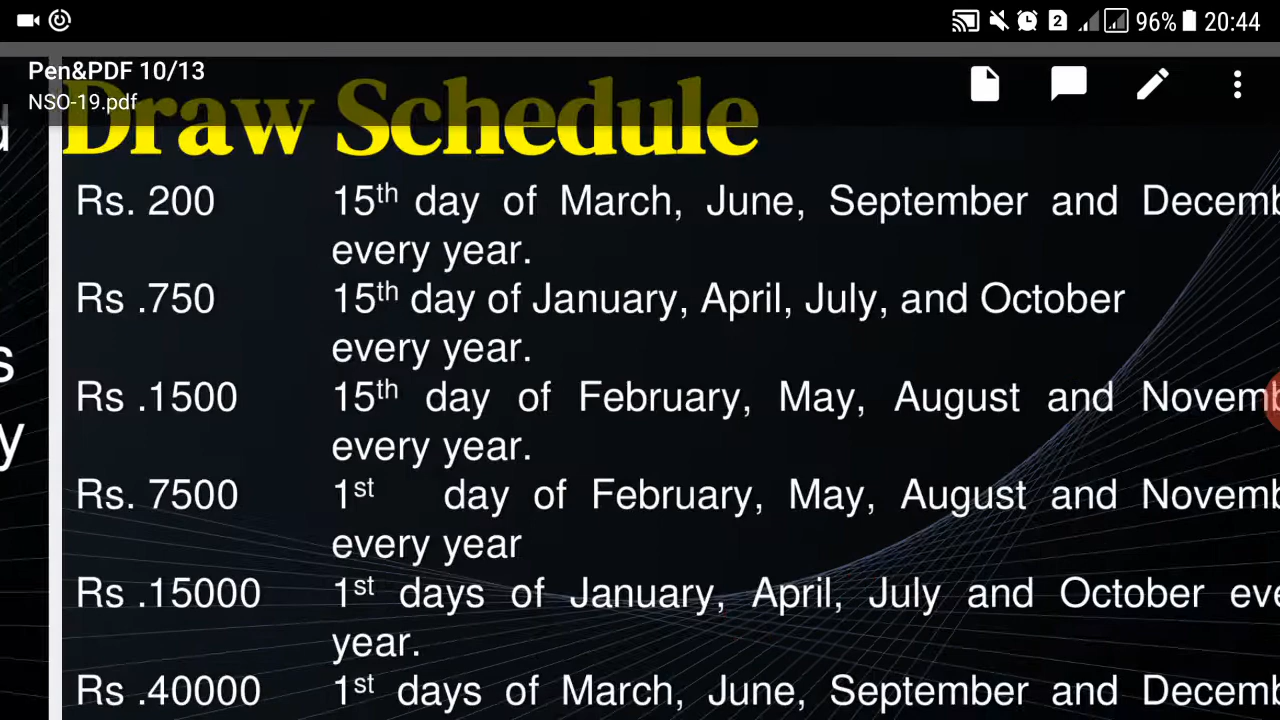 96% 20:44
Pen&PDF 10/13
NSO-19.pdf
Draw Schedule
Rs. 200 15th day of March, June, September and Decemb
every year.
Rs .750 15th day of January, April, July, and October
every year.
Rs .1500 15th day of February, May, August and Novemb
every year.
Rs. 7500 1st day of February, May, August and Novemb
every year
Rs .15000 1st days of January, April, July and October eve
year.
Rs .40000 1st days of March, June, September and Decemb